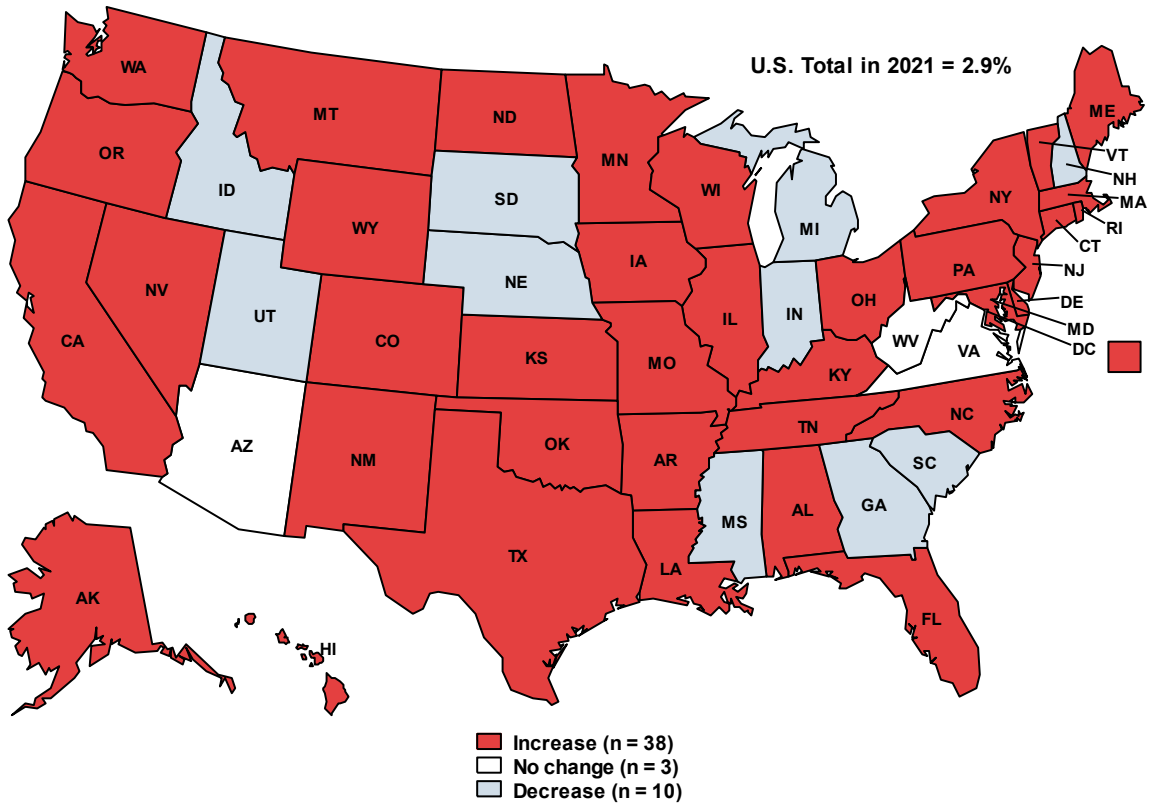 U.S. Total in 2021 = 2.9%
WA
MT
ND
MN
ME
VT
NH
OR
ID
SD
WI
NY
MA
RI
WY
MI
CT
IA
PA
NJ
NE
NV
OH
DE
UT
IL
IN
MD
CA
CO
WV
VA
DC
KS
MO
KY
NC
TN
AZ
OK
NM
AR
SC
MS
AL
GA
TX
LA
AK
FL
HI
Increase (n = 38)
No change (n = 3)
Decrease (n = 10)